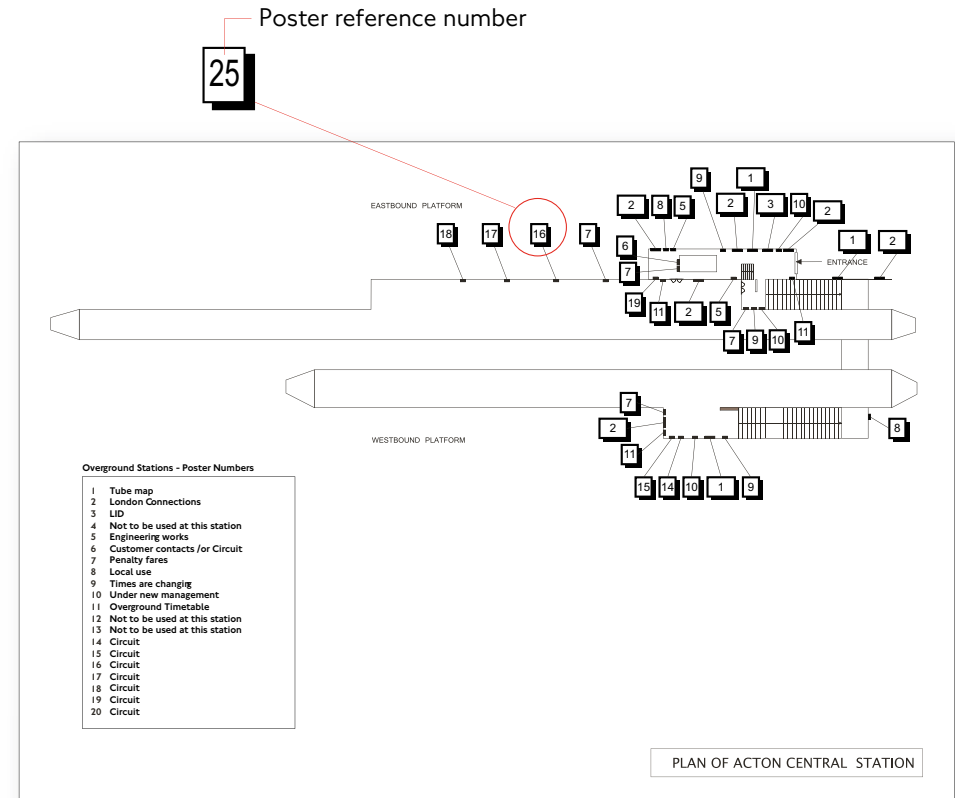 Poster reference number
25
9 1
2 8 5 2 3 10 2
EASTBOUND PLATFORM
18 17 16 7 6 1 2
7 ENTRANCE
19 11 2 5 11
7 9 10
7
2 8
WESTBOUND PLATFORM
11
15 14 10 1 9
Overground Stations - Poster Numbers
1 Tube map
2 London Connections
3 LID
4 Not to be used at this station
5 Engineering works
6 Customer contacts /or Circuit
7 Penalty fares
8 Local use
9 Times are changing
10 Under new management
11 Overground Timetable
12 Not to be used at this station
13 Not to be used at this station
14 Circuit
15 Circuit
16 Circuit
17 Circuit
18 Circuit
19 Circuit
20 Circuit
PLAN OF ACTON CENTRAL STATION